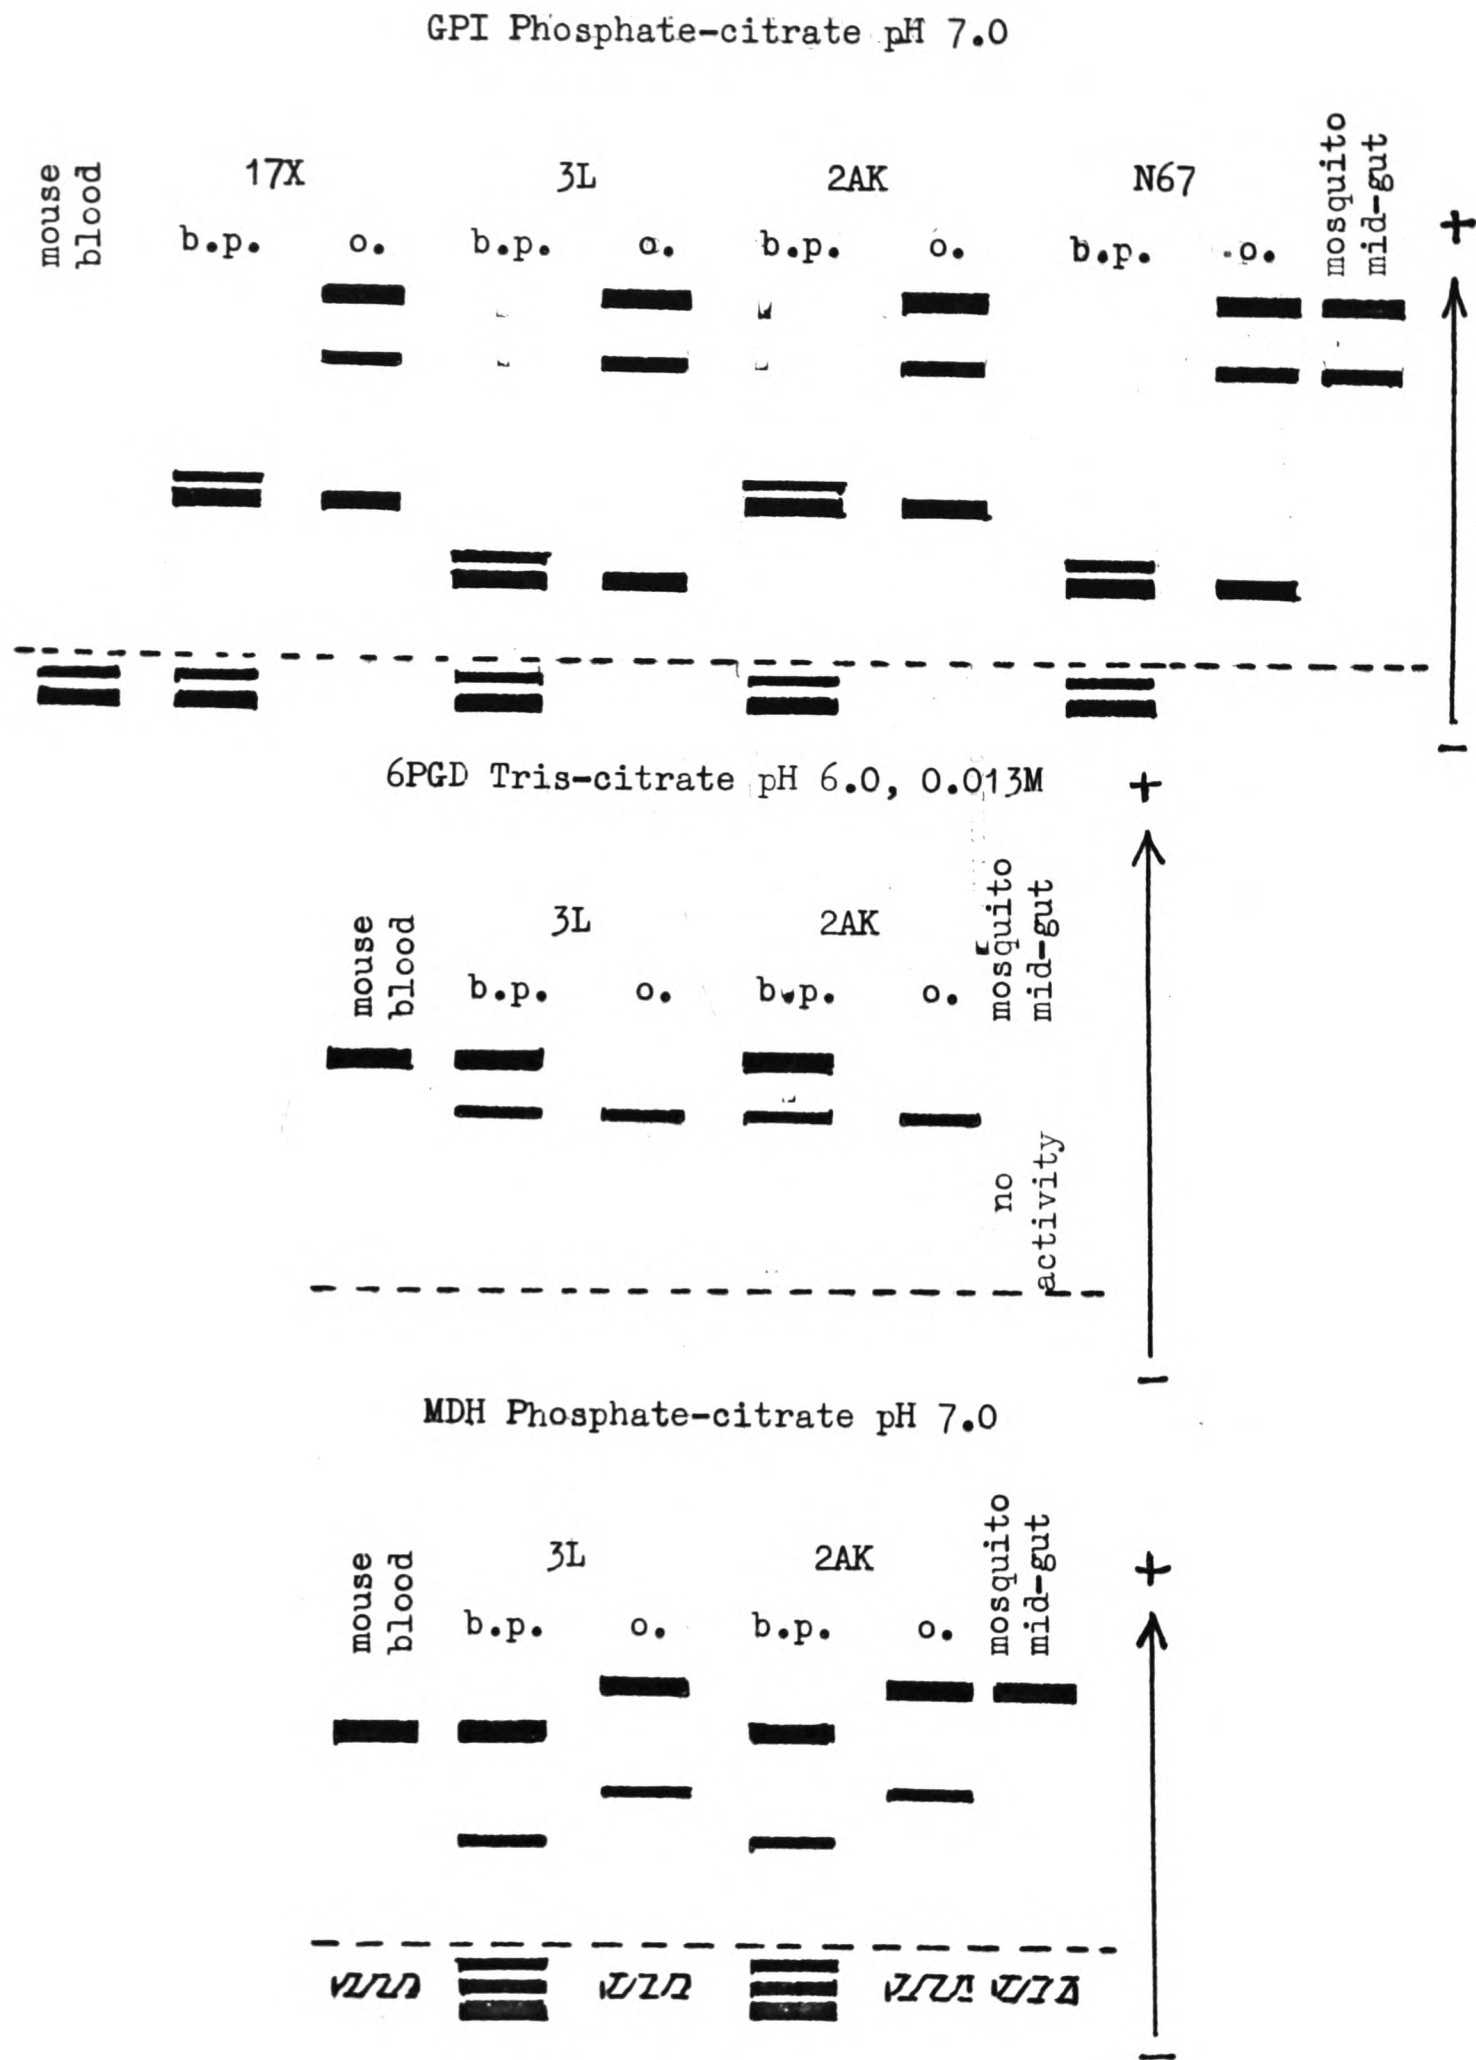 GPI Phosphate-citrate pH 7.0
mouse
blood
17X
3L
2AK
N67
mosquito
mid-gut
b.p.
o.
b.p.
o.
b.p.
o.
b.p.
o.
+
-
6PGD Tris-citrate pH 6.0, 0.013M
+
mouse
blood
3L
2AK
mosquito
mid-gut
b.p.
o.
b.p.
o.
no
activity
-
MDH Phosphate-citrate pH 7.0
mouse
blood
3L
2AK
mosquito
mid-gut
+
b.p.
o.
b.p.
o.
-